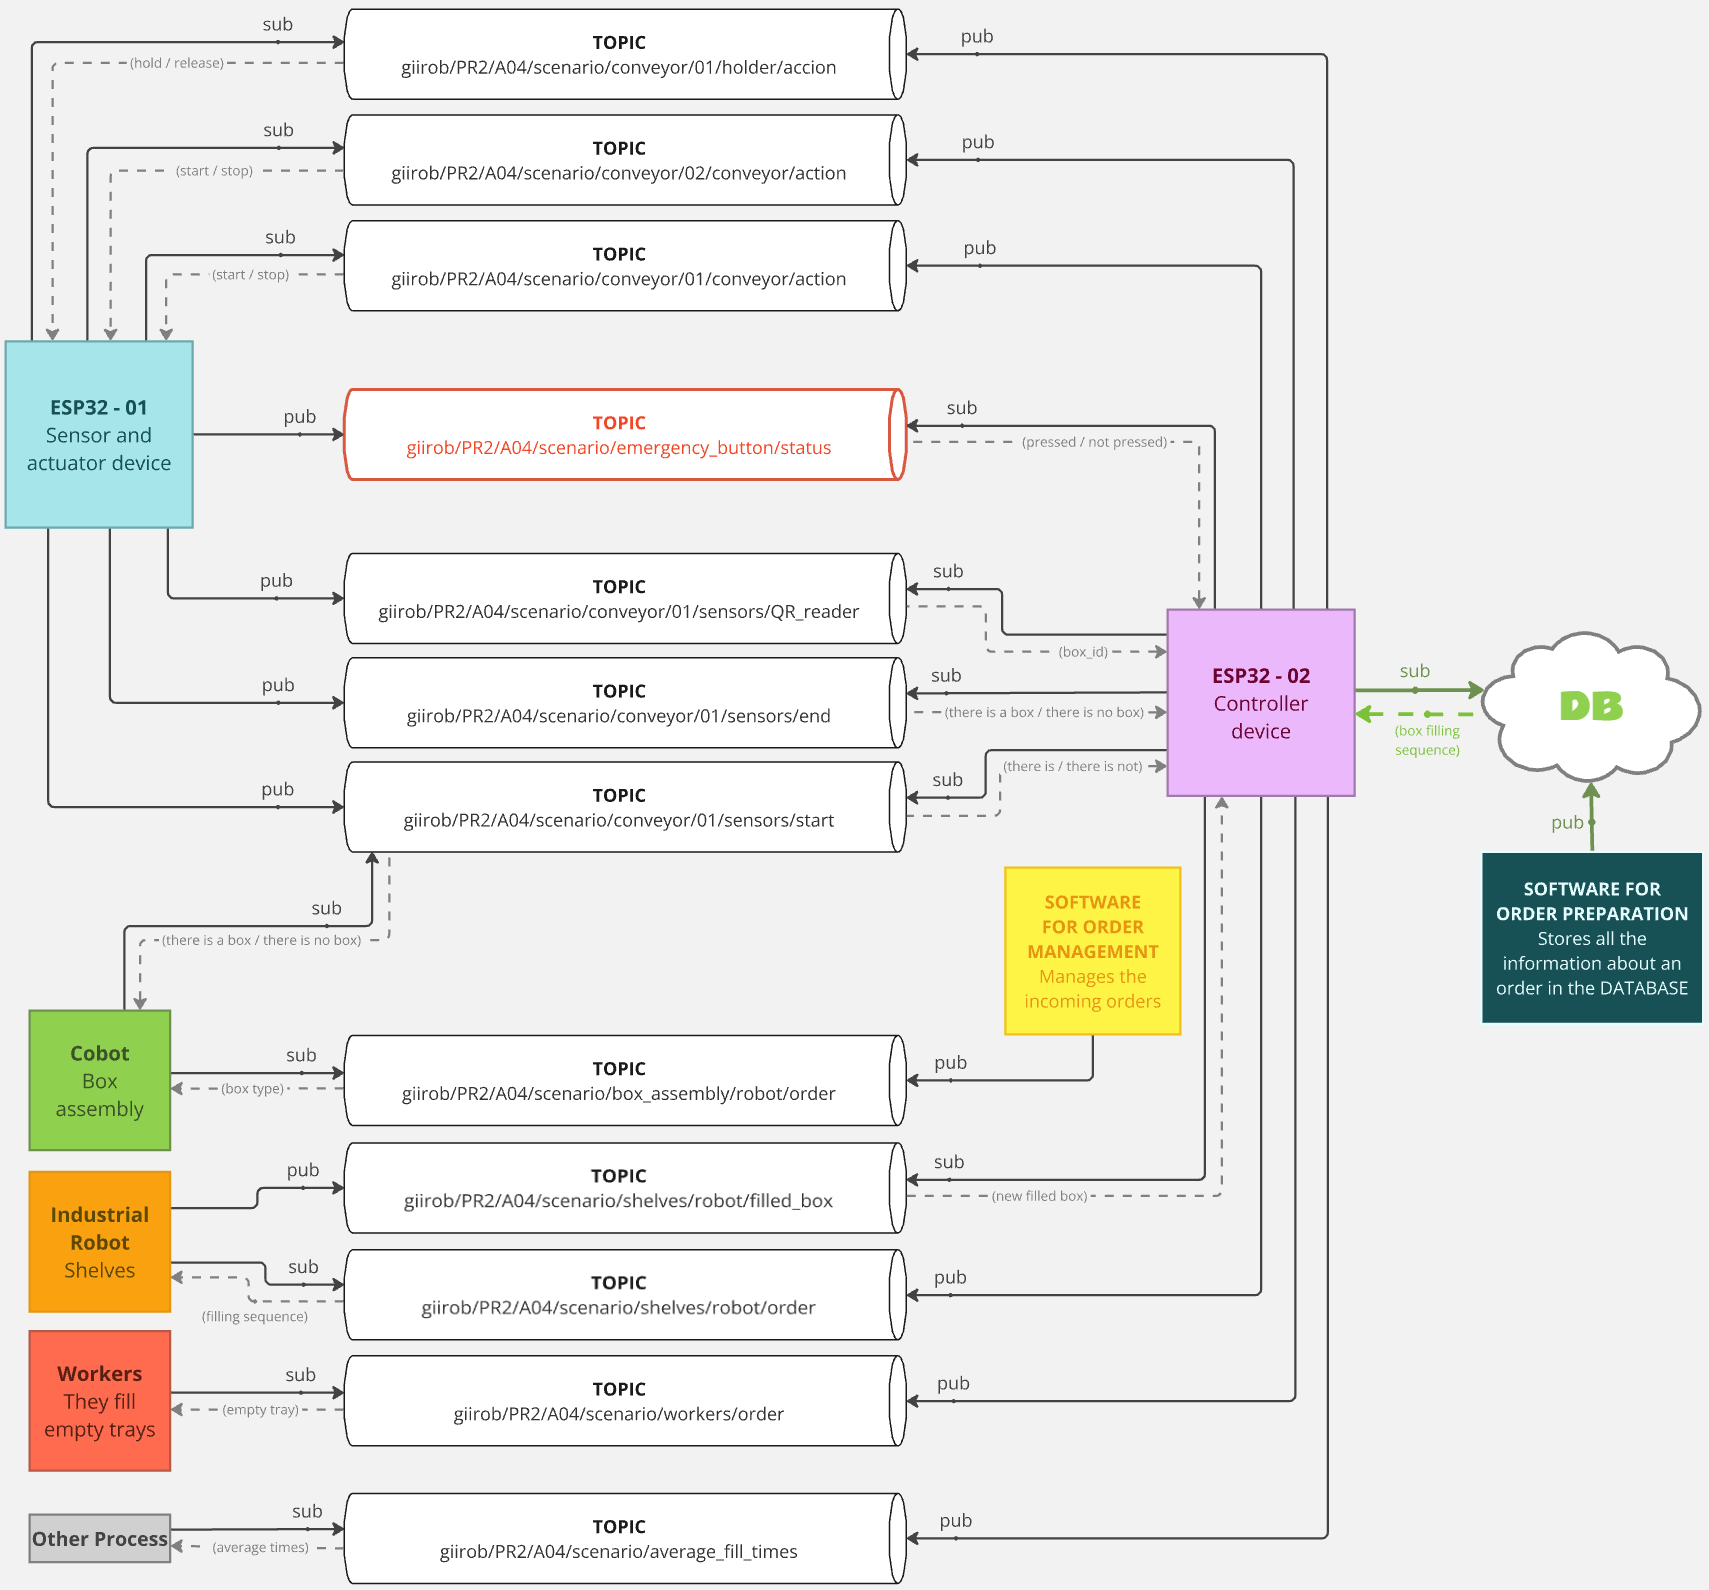 sub
TOPIC
giirob/PR2/A04/scenario/conveyor/01/holder/accion
pub
(hold / release)
sub
TOPIC
giirob/PR2/A04/scenario/conveyor/02/conveyor/action
pub
(start / stop)
sub
TOPIC
giirob/PR2/A04/scenario/conveyor/01/conveyor/action
pub
(start / stop)
ESP32 - 01
Sensor and
actuator device
pub
TOPIC
giirob/PR2/A04/scenario/emergency_button/status
sub
(pressed / not pressed)
pub
TOPIC
giirob/PR2/A04/scenario/conveyor/01/sensors/QR_reader
sub
(box_id)
pub
TOPIC
giirob/PR2/A04/scenario/conveyor/01/sensors/end
sub
(there is a box / there is no box)
pub
TOPIC
giirob/PR2/A04/scenario/conveyor/01/sensors/start
sub
(there is / there is not)
ESP32 - 02
Controller
device
sub
DB
(box filling
sequence)
pub
SOFTWARE FOR
ORDER PREPARATION
Stores all the
information about an
order in the DATABASE
sub
(there is a box / there is no box)
SOFTWARE
FOR ORDER
MANAGEMENT
Manages the
incoming orders
Cobot
Box
assembly
sub
(box type)
TOPIC
giirob/PR2/A04/scenario/box_assembly/robot/order
pub
Industrial
Robot
Shelves
pub
TOPIC
giirob/PR2/A04/scenario/shelves/robot/filled_box
sub
(new filled box)
sub
(filling sequence)
TOPIC
giirob/PR2/A04/scenario/shelves/robot/order
pub
Workers
They fill
empty trays
sub
(empty tray)
TOPIC
giirob/PR2/A04/scenario/workers/order
pub
Other Process
sub
(average times)
TOPIC
giirob/PR2/A04/scenario/average_fill_times
pub